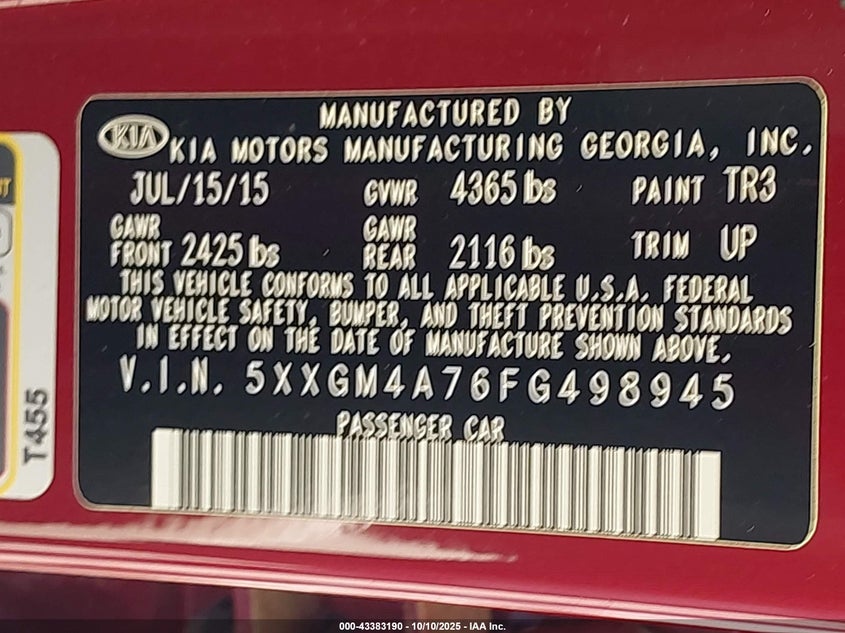 MANUFACTURED BY
KIA KIA MOTORS MANUFACTURING GEORGIA, INC.
JUL/15/15 GVWR 4365 lbs PAINT TR3
GAWR FRONT 2425 lbs GAWR REAR 2116 lbs TRIM UP
THIS VEHICLE CONFORMS TO ALL APPLICABLE U.S.A. FEDERAL
MOTOR VEHICLE SAFETY, BUMPER, AND THEFT PREVENTION STANDARDS
IN EFFECT ON THE DATE OF MANUFACTURE SHOWN ABOVE.
V.I.N. 5XXGM4A76FG498945
PASSENGER CAR
T455
000-43383190 - 10/10/2025 - IAA Inc.